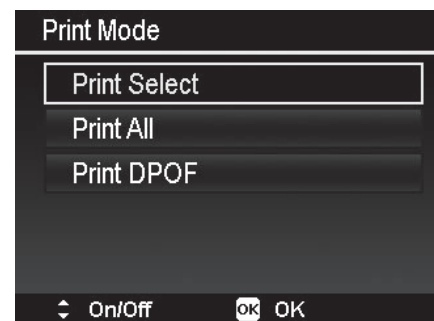 Print Mode
Print Select
Print All
Print DPOF
On/Off OK OK